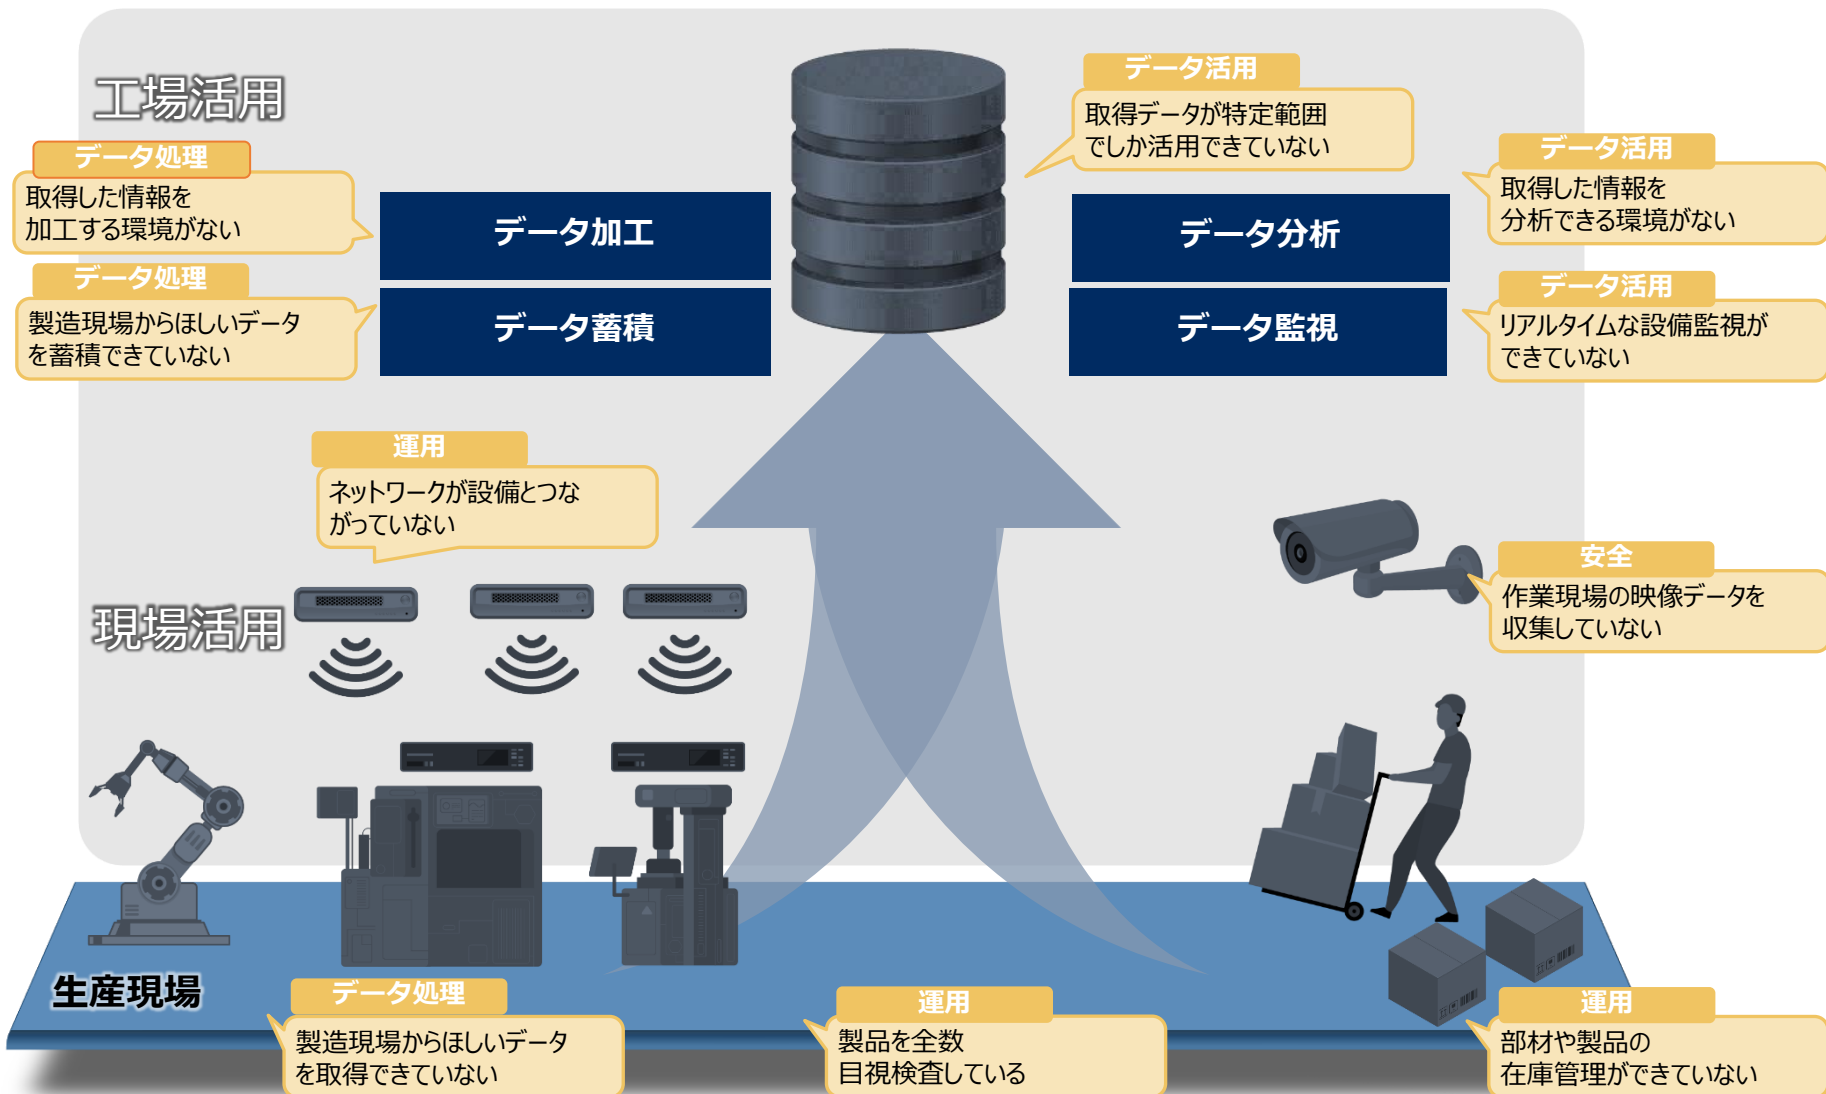 工場活用
データ活用
取得データが特定範囲
でしか活用できていない
データ処理
取得した情報を
加工する環境がない
データ活用
取得した情報を
分析できる環境がない
データ加工
データ分析
データ処理
製造現場からほしいデータ
を蓄積できていない
データ活用
リアルタイムな設備監視が
できていない
データ蓄積
データ監視
運用
ネットワークが設備とつな
がっていない
安全
作業現場の映像データを
収集していない
現場活用
生産現場
データ処理
製造現場からほしいデータ
を取得できていない
運用
製品を全数
目視検査している
運用
部材や製品の
在庫管理ができていない